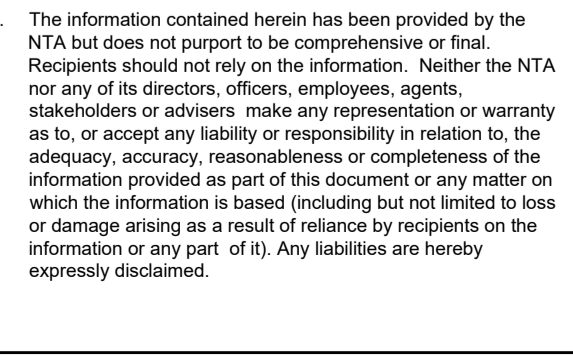 . The information contained herein has been provided by the
NTA but does not purport to be comprehensive or final.
Recipients should not rely on the information.  Neither the NTA
nor any of its directors, officers, employees, agents,
stakeholders or advisers  make any representation or warranty
as to, or accept any liability or responsibility in relation to, the
adequacy, accuracy, reasonableness or completeness of the
information provided as part of this document or any matter on
which the information is based (including but not limited to loss
or damage arising as a result of reliance by recipients on the
information or any part  of it). Any liabilities are hereby
expressly disclaimed.